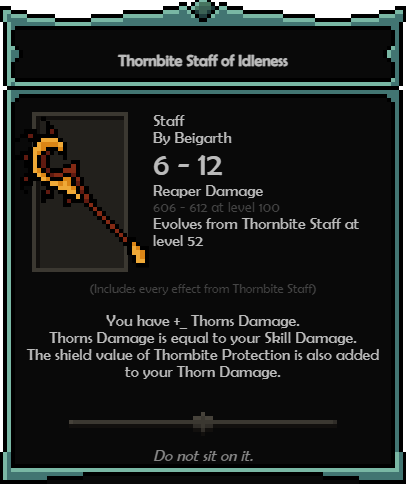 Thornbite Staff of Idleness
Staff
By Beigarth
6 - 12
Reaper Damage
606 - 612 at level 100
Evolves from Thornbite Staff at
level 52
(Includes every effect from Thornbite Staff)
You have +_ Thorns Damage.
Thorns Damage is equal to your Skill Damage.
The shield value of Thornbite Protection is also added
to your Thorn Damage.
Do not sit on it.